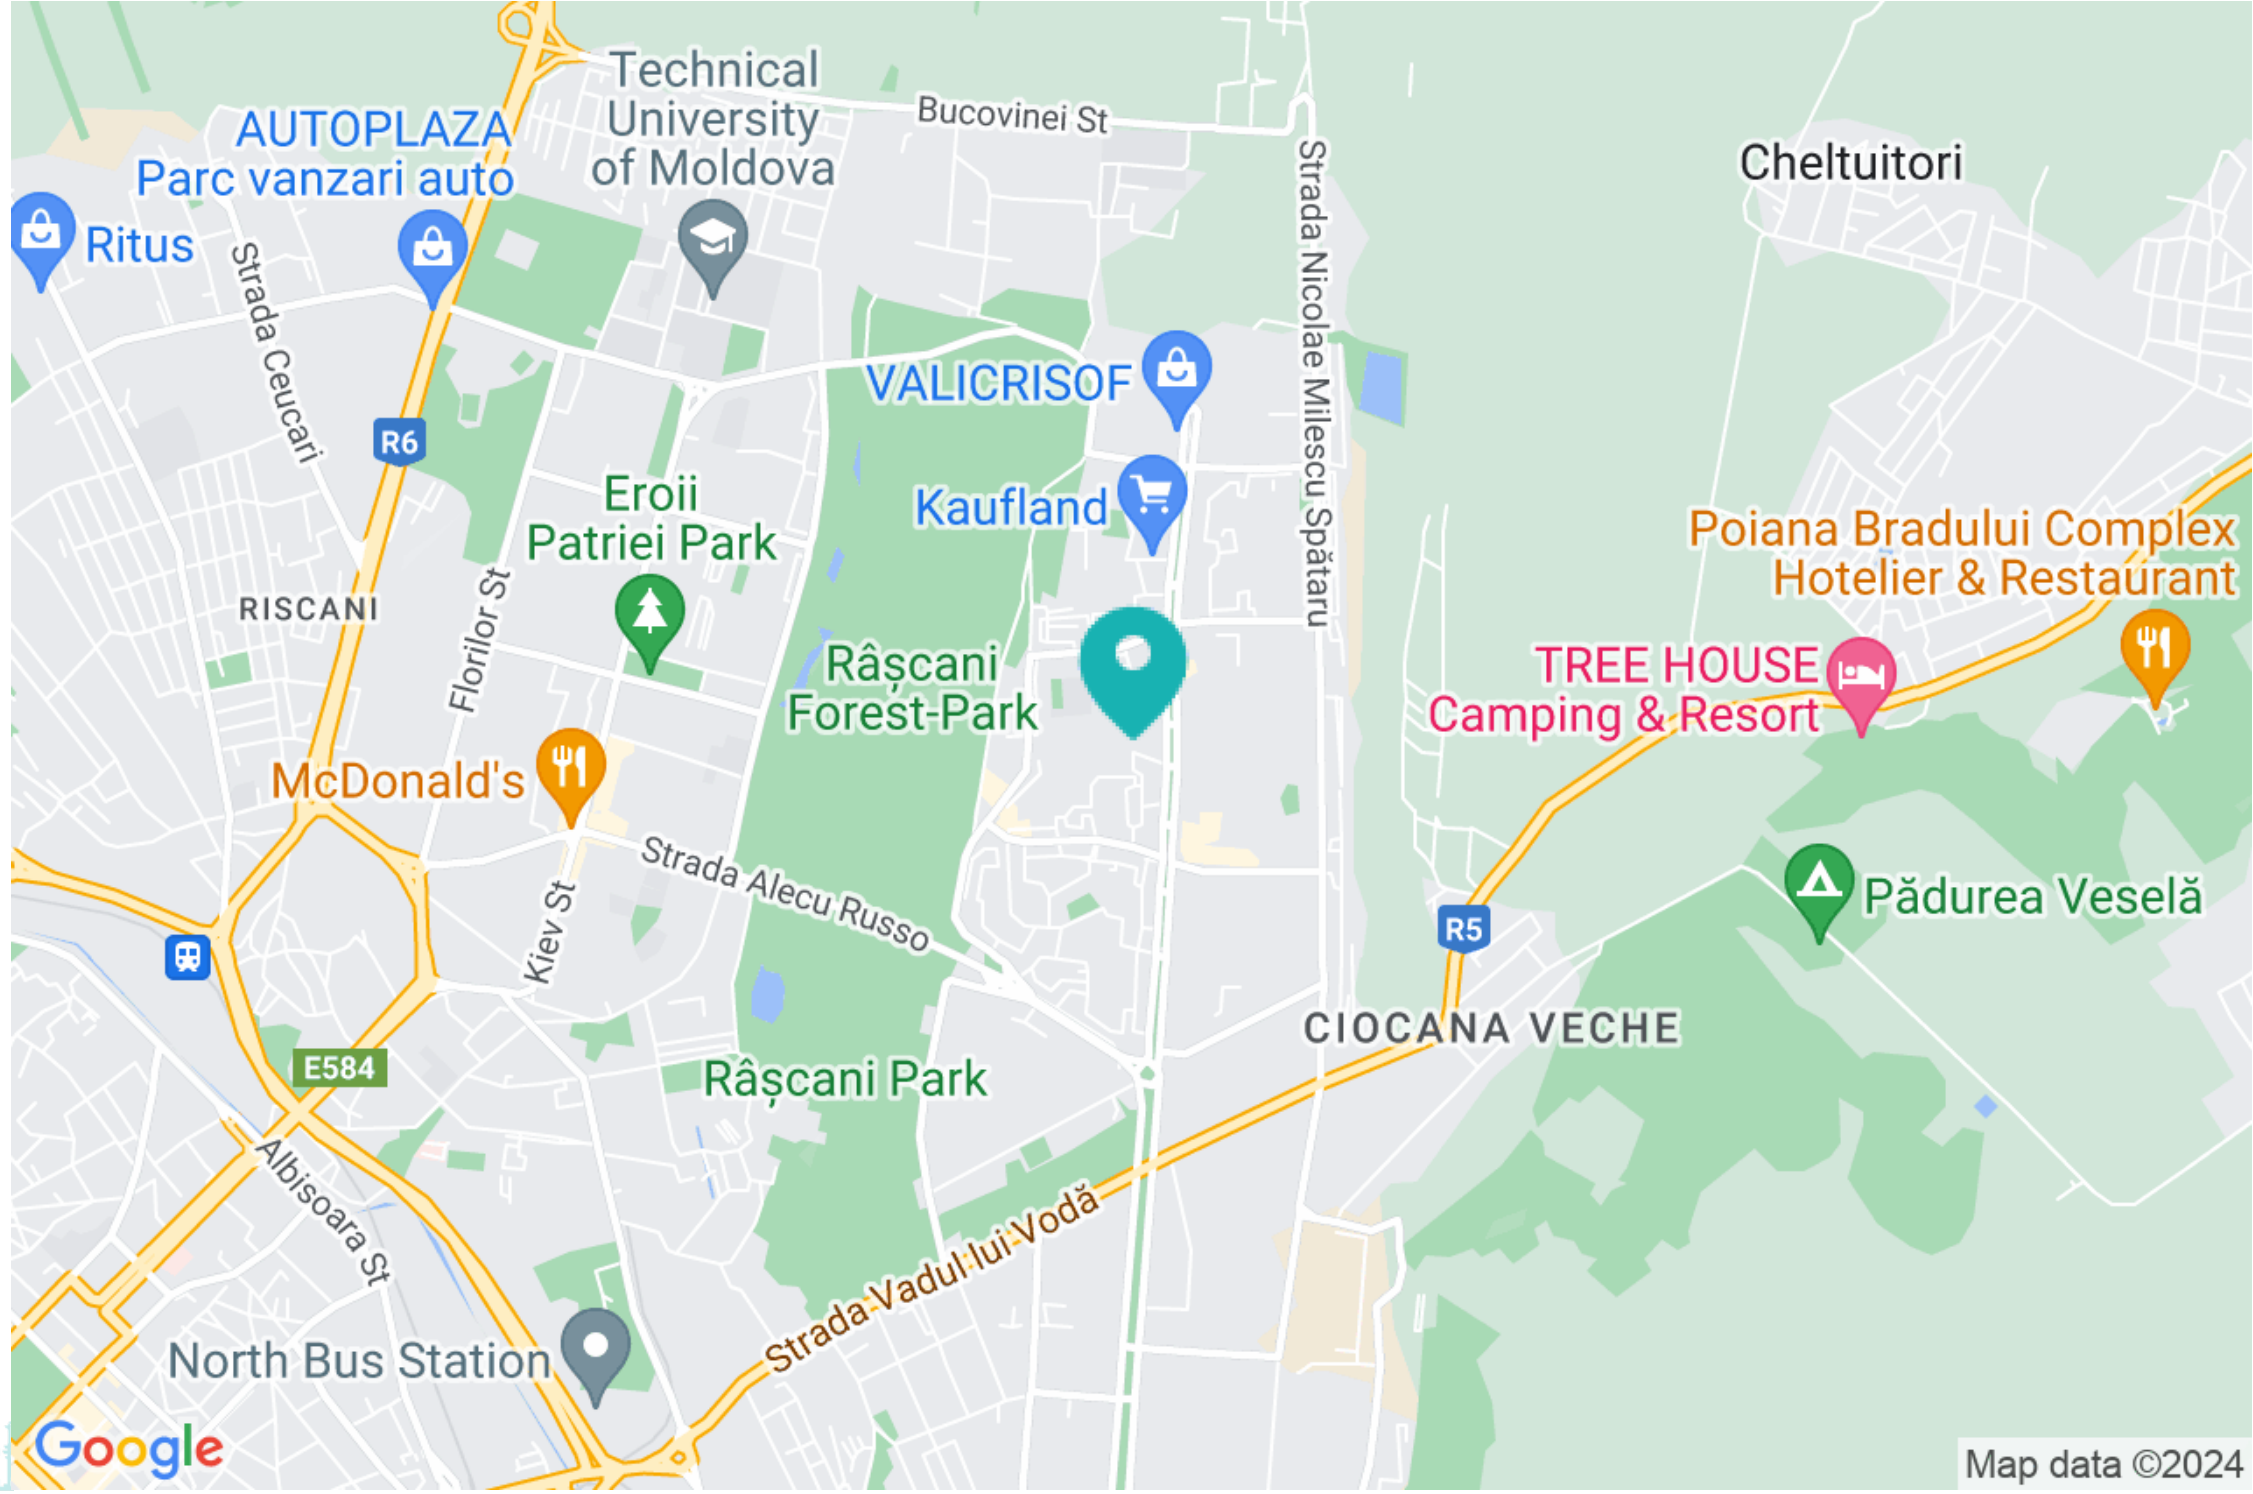 Technical
University
of Moldova
Bucovinei St
AUTOPLAZA
Parc vanzari auto
Cheltuitori
Ritus
Strada Ceucari
Strada Nicolae Milescu Spătaru
VALICRISOF
R6
Eroii
Patriei Park
Kaufland
Poiana Bradului Complex
Hotelier & Restaurant
RISCANI
Florilor St
Râșcani
Forest-Park
TREE HOUSE
Camping & Resort
McDonald's
Strada Alecu Russo
Pădurea Veselă
R5
Kiev St
CIOCANA VECHE
E584
Râșcani Park
Albisoara St
Strada Vadul lui Vodă
North Bus Station
Google
Map data ©2024